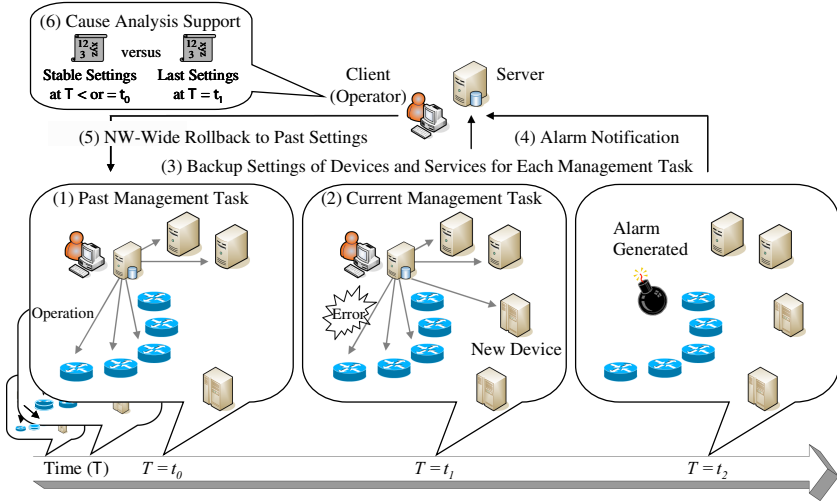 (6) Cause Analysis Support
12
3 xyz
versus
12
3 xyz
Stable Settings
at T < or = t0
Last Settings
at T = t1
Client
(Operator)
Server
(5) NW-Wide Rollback to Past Settings
(4) Alarm Notification
(3) Backup Settings of Devices and Services for Each Management Task
(1) Past Management Task
Operation
(2) Current Management Task
Error
New Device
Alarm
Generated
Time (T)
T = t0
T = t1
T = t2